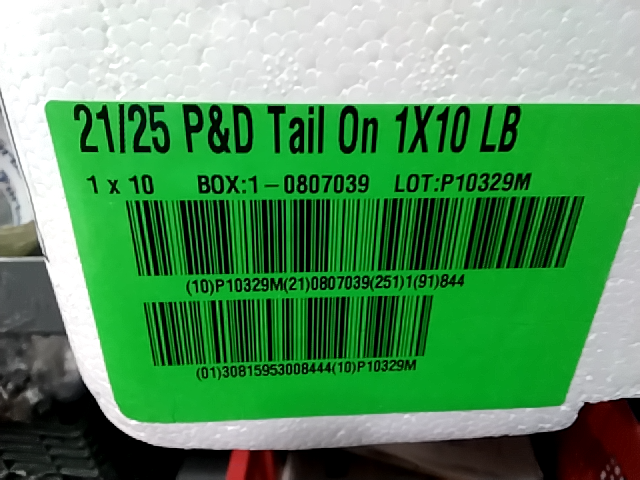 21/25 P&D Tail On 1X10 LB
1 x 10 BOX:1-0807039 LOT:P10329M
(10)P10329M(21)0807039(251)1(91)844
(01)30815953008444(10)P10329M